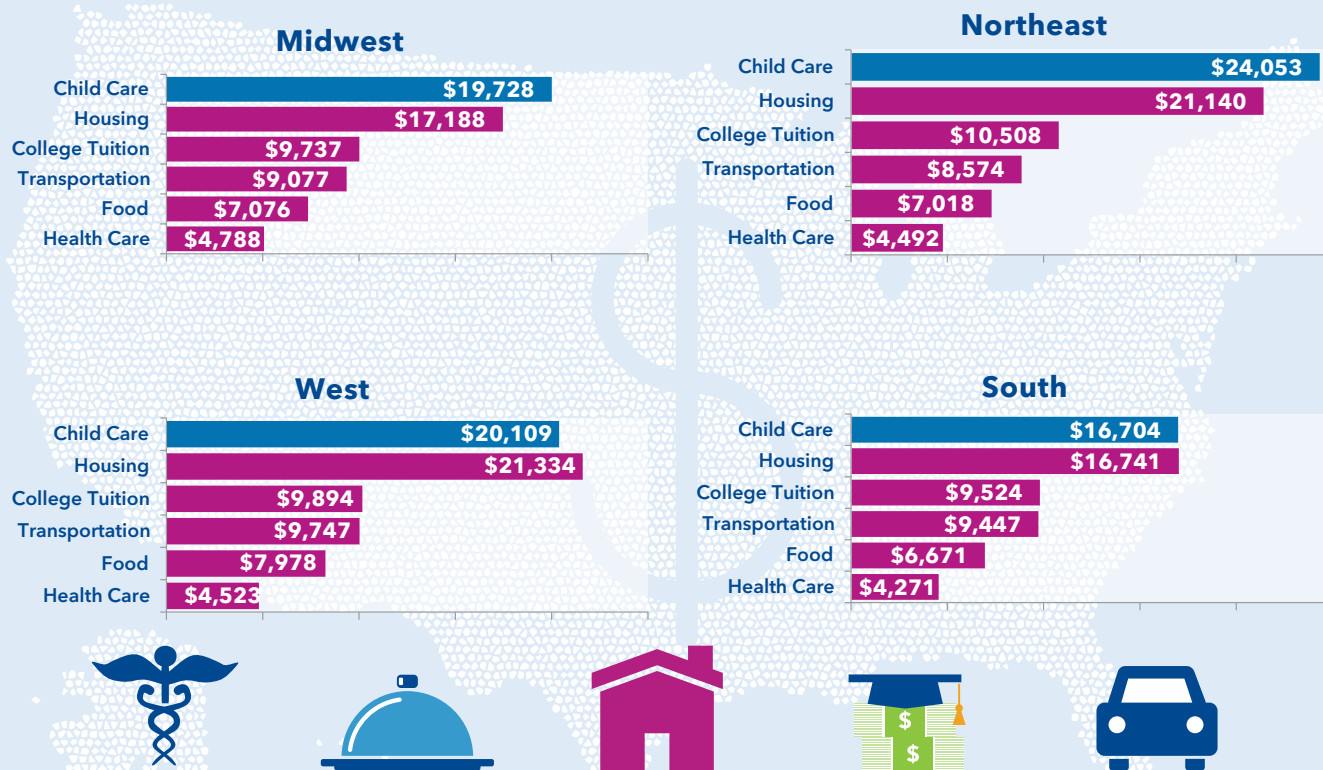 Midwest
Child Care $19,728
Housing $17,188
College Tuition $9,737
Transportation $9,077
Food $7,076
Health Care $4,788
Northeast
Child Care $24,053
Housing $21,140
College Tuition $10,508
Transportation $8,574
Food $7,018
Health Care $4,492
West
Child Care $20,109
Housing $21,334
College Tuition $9,894
Transportation $9,747
Food $7,978
Health Care $4,523
South
Child Care $16,704
Housing $16,741
College Tuition $9,524
Transportation $9,447
Food $6,671
Health Care $4,271
$
$